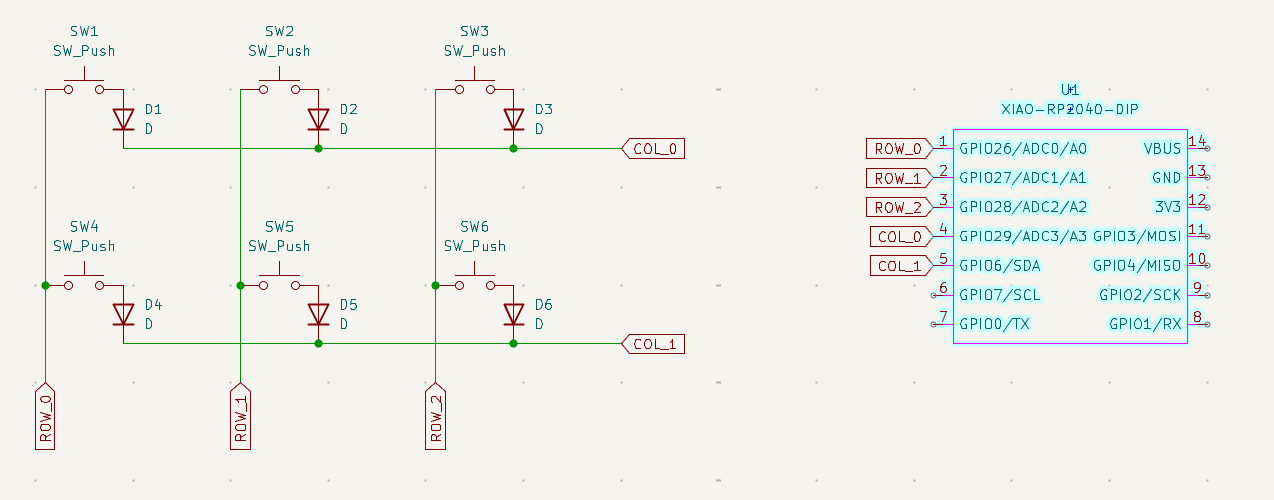 SW1
SW_Push
SW2
SW_Push
SW3
SW_Push
D1
D
D2
D
D3
D
COL_0
SW4
SW_Push
SW5
SW_Push
SW6
SW_Push
D4
D
D5
D
D6
D
COL_1
ROW_0
ROW_1
ROW_2
U1
XIAO-RP2040-DIP
ROW_0 1 GPIO26/ADC0/A0 VBUS 14
ROW_1 2 GPIO27/ADC1/A1 GND 13
ROW_2 3 GPIO28/ADC2/A2 3V3 12
COL_0 4 GPIO29/ADC3/A3 GPIO3/MOSI 11
COL_1 5 GPIO6/SDA GPIO4/MISO 10
6 GPIO7/SCL GPIO2/SCK 9
7 GPIO0/TX GPIO1/RX 8